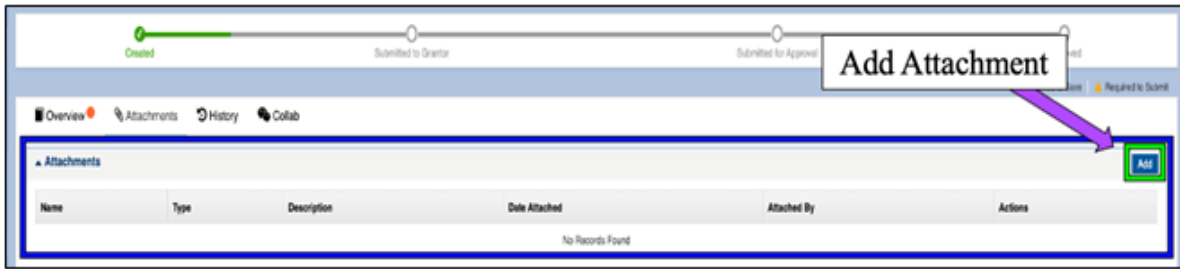 Created
Submitted to Grantor
Submitted for Approval
Add Attachment
Required to Submit
Overview
Attachments
History
Collab
Attachments
Add
Name Type Description Date Attached Attached By Actions
No Records Found